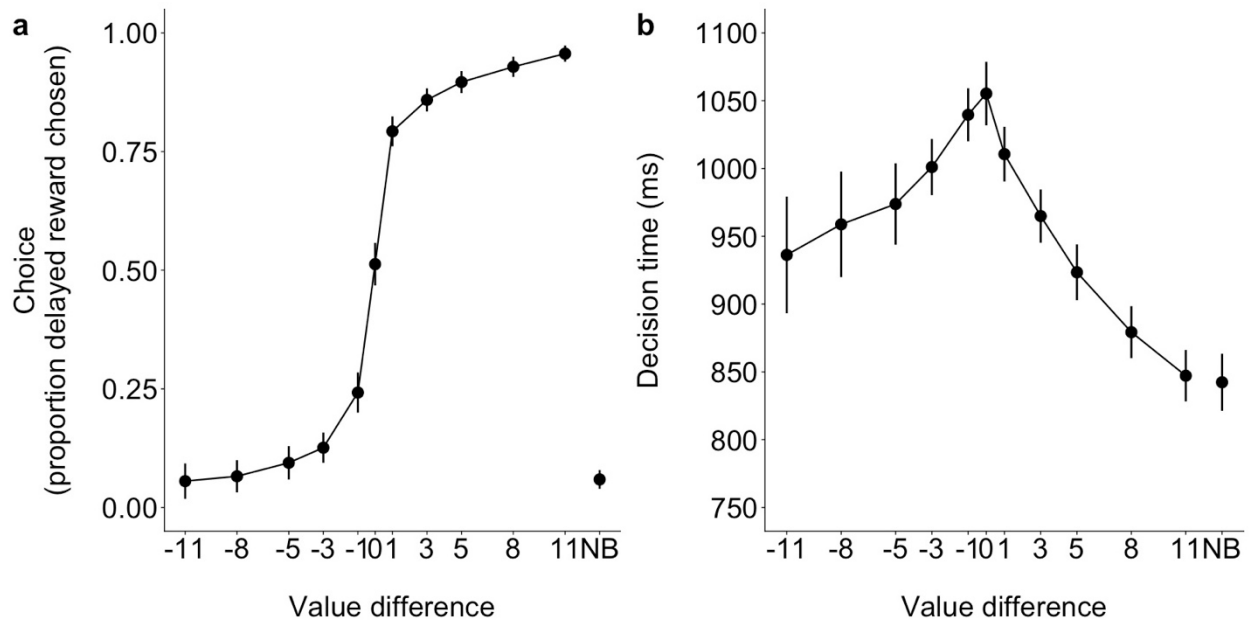 a
Choice
(proportion delayed reward chosen)
1.00
0.75
0.50
0.25
0.00
-11 -8 -5 -3 -1 0 1 3 5 8 11 NB
Value difference
b
Decision time (ms)
1100
1050
1000
950
900
850
800
750
-11 -8 -5 -3 -1 0 1 3 5 8 11 NB
Value difference